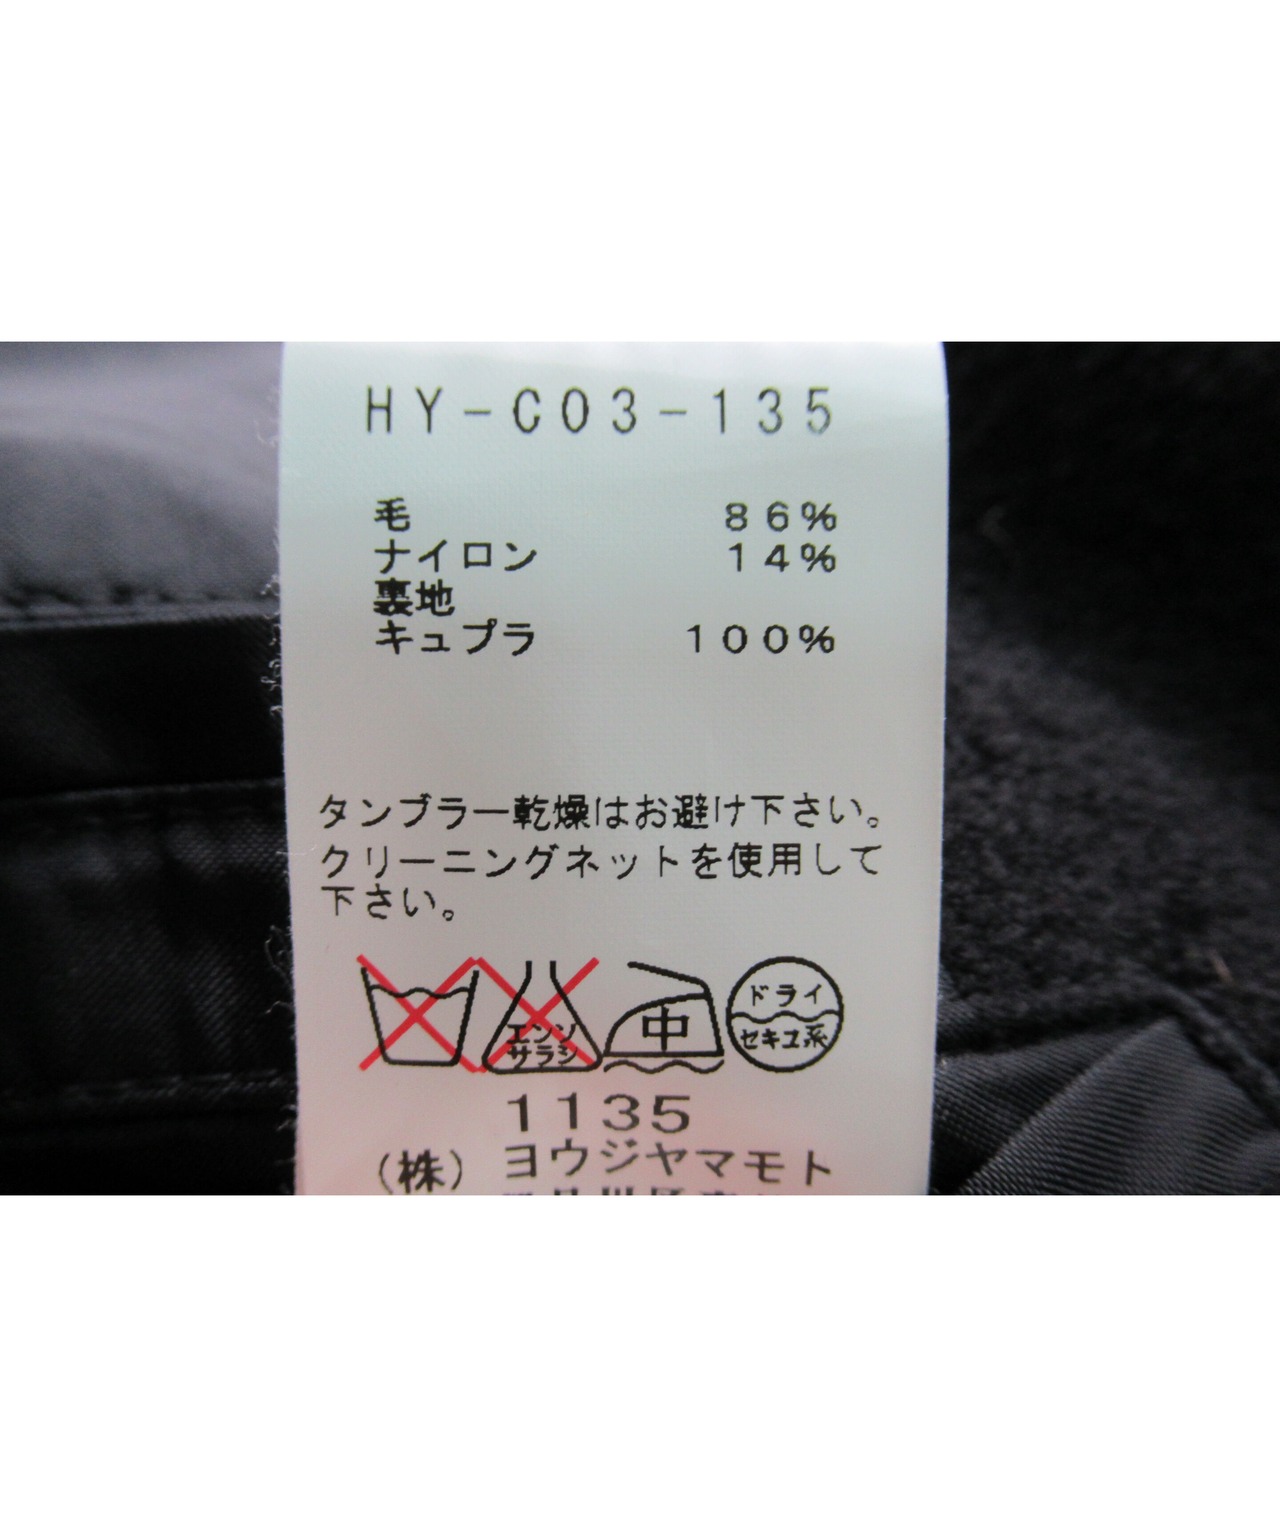 HY-C03-135
毛 86%
ナイロン 14%
裏地
キュプラ 100%
タンブラー乾燥はお避け下さい。
クリーニングネットを使用して
下さい。
エンソ
サラシ
中
ドライ
セキユ系
1135
(株) ヨウジヤマモト